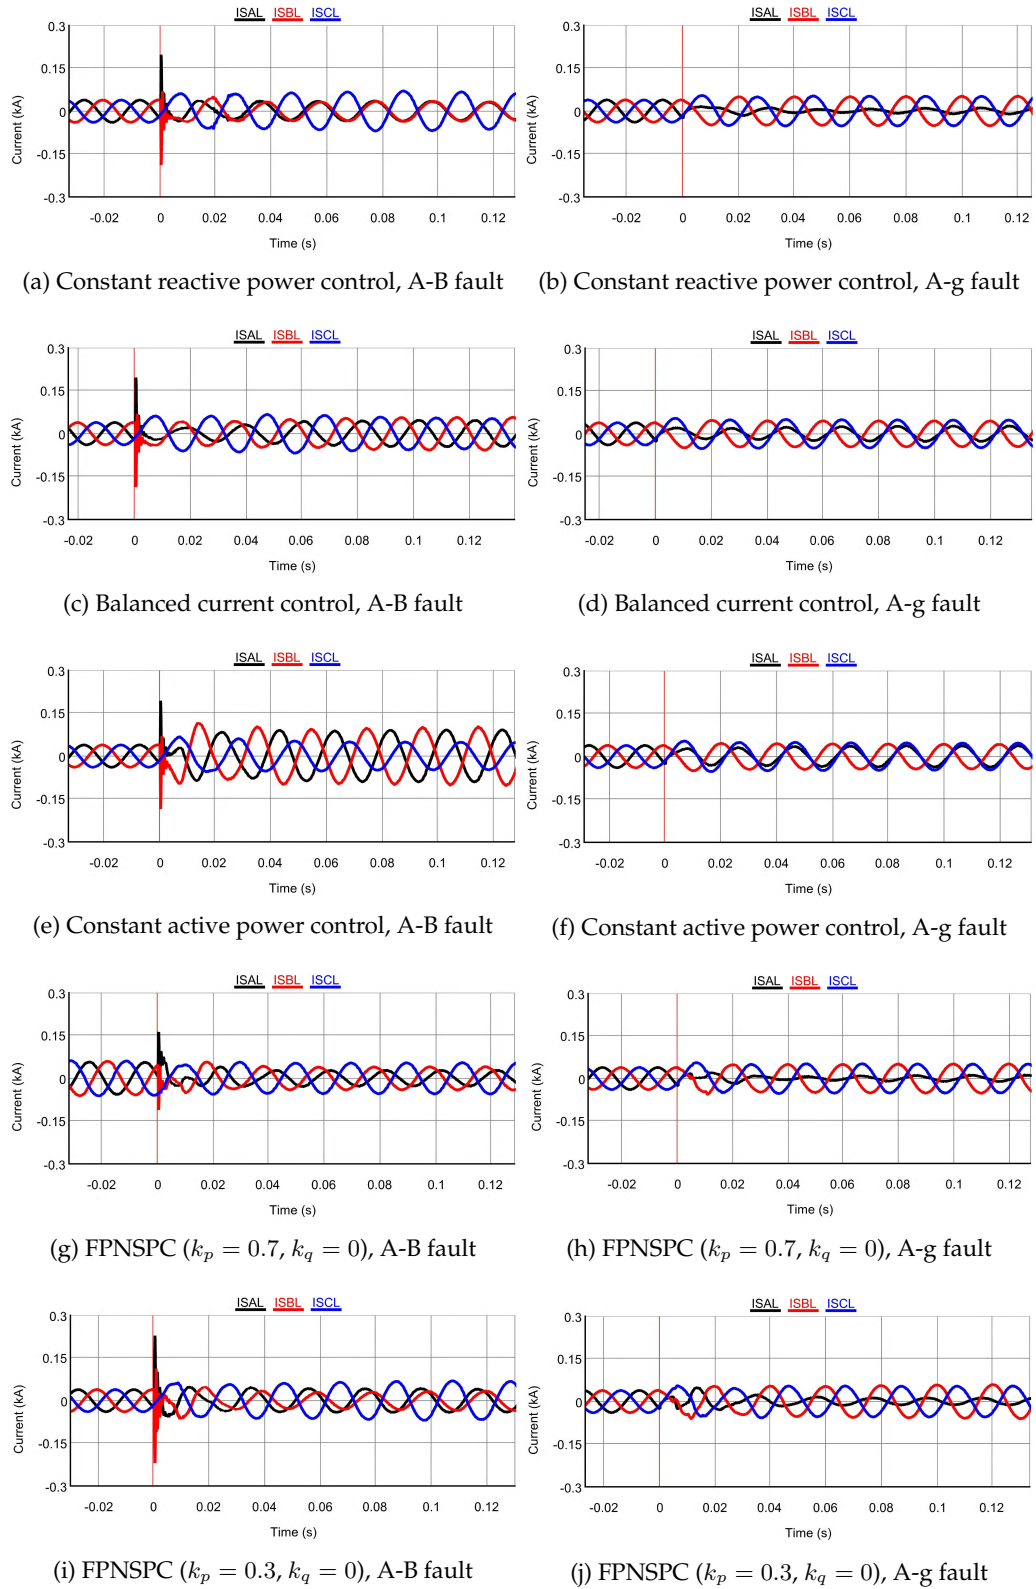 ISAL ISBL ISCL
0.3
0.15
0
-0.15
-0.3
Current (kA)
-0.02 0 0.02 0.04 0.06 0.08 0.1 0.12
Time (s)
(a) Constant reactive power control, A-B fault
ISAL ISBL ISCL
0.3
0.15
0
-0.15
-0.3
Current (kA)
-0.02 0 0.02 0.04 0.06 0.08 0.1 0.12
Time (s)
(b) Constant reactive power control, A-g fault
ISAL ISBL ISCL
0.3
0.15
0
-0.15
-0.3
Current (kA)
-0.02 0 0.02 0.04 0.06 0.08 0.1 0.12
Time (s)
(c) Balanced current control, A-B fault
ISAL ISBL ISCL
0.3
0.15
0
-0.15
-0.3
Current (kA)
-0.02 0 0.02 0.04 0.06 0.08 0.1 0.12
Time (s)
(d) Balanced current control, A-g fault
ISAL ISBL ISCL
0.3
0.15
0
-0.15
-0.3
Current (kA)
-0.02 0 0.02 0.04 0.06 0.08 0.1 0.12
Time (s)
(e) Constant active power control, A-B fault
ISAL ISBL ISCL
0.3
0.15
0
-0.15
-0.3
Current (kA)
-0.02 0 0.02 0.04 0.06 0.08 0.1 0.12
Time (s)
(f) Constant active power control, A-g fault
ISAL ISBL ISCL
0.3
0.15
0
-0.15
-0.3
Current (kA)
-0.02 0 0.02 0.04 0.06 0.08 0.1 0.12
Time (s)
(g) FPNSPC (k_p = 0.7, k_q = 0), A-B fault
ISAL ISBL ISCL
0.3
0.15
0
-0.15
-0.3
Current (kA)
-0.02 0 0.02 0.04 0.06 0.08 0.1 0.12
Time (s)
(h) FPNSPC (k_p = 0.7, k_q = 0), A-g fault
ISAL ISBL ISCL
0.3
0.15
0
-0.15
-0.3
Current (kA)
-0.02 0 0.02 0.04 0.06 0.08 0.1 0.12
Time (s)
(i) FPNSPC (k_p = 0.3, k_q = 0), A-B fault
ISAL ISBL ISCL
0.3
0.15
0
-0.15
-0.3
Current (kA)
-0.02 0 0.02 0.04 0.06 0.08 0.1 0.12
Time (s)
(j) FPNSPC (k_p = 0.3, k_q = 0), A-g fault